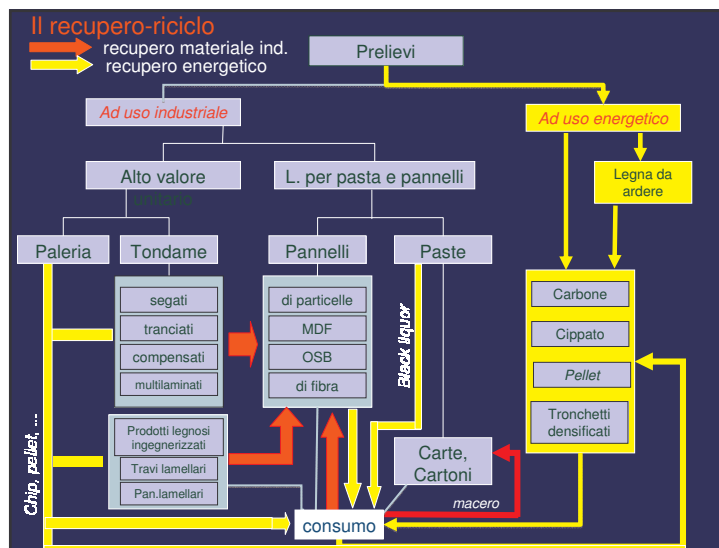 Il recupero-riciclo
recupero materiale ind.
recupero energetico
Prelievi
Ad uso industriale
Ad uso energetico
Alto valore
unitario
L. per pasta e pannelli
Legna da
ardere
Paleria
Tondame
Pannelli
Paste
segati
tranciati
compensati
multilaminati
di particelle
MDF
OSB
di fibra
Black liquor
Carbone
Cippato
Pellet
Tronchetti
densificati
Chip, pellet, ...
Prodotti legnosi
ingegnerizzati
Travi lamellari
Pan.lamellari
Carte,
Cartoni
macero
consumo